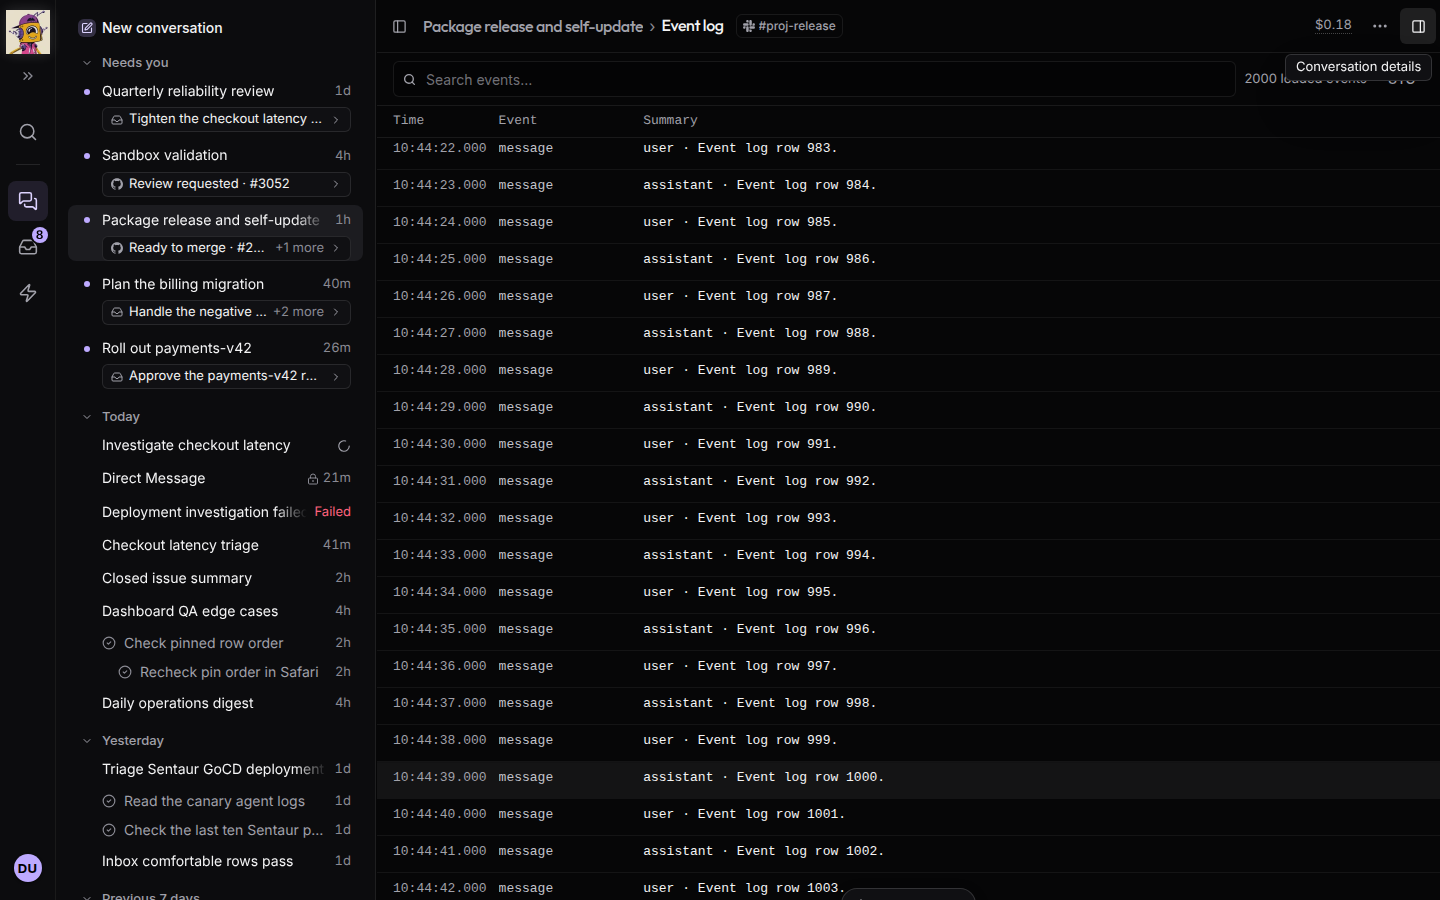 New conversation
Needs you
Quarterly reliability review 1d
Tighten the checkout latency ...
Sandbox validation 4h
Review requested · #3052
Package release and self-update 1h
Ready to merge · #2... +1 more
8
Plan the billing migration 40m
Handle the negative ... +2 more
Roll out payments-v42 26m
Approve the payments-v42 r...
Today
Investigate checkout latency
Direct Message 21m
Deployment investigation failed Failed
Checkout latency triage 41m
Closed issue summary 2h
Dashboard QA edge cases 4h
Check pinned row order 2h
Recheck pin order in Safari 2h
Daily operations digest 4h
Yesterday
Triage Sentaur GoCD deployment 1d
Read the canary agent logs 1d
Check the last ten Sentaur p... 1d
Inbox comfortable rows pass 1d
Previous 7 days
DU
Package release and self-update › Event log #proj-release $0.18
Conversation details
Search events... 2000 loaded events
Time Event Summary
10:44:22.000 message user · Event log row 983.
10:44:23.000 message assistant · Event log row 984.
10:44:24.000 message user · Event log row 985.
10:44:25.000 message assistant · Event log row 986.
10:44:26.000 message user · Event log row 987.
10:44:27.000 message assistant · Event log row 988.
10:44:28.000 message user · Event log row 989.
10:44:29.000 message assistant · Event log row 990.
10:44:30.000 message user · Event log row 991.
10:44:31.000 message assistant · Event log row 992.
10:44:32.000 message user · Event log row 993.
10:44:33.000 message assistant · Event log row 994.
10:44:34.000 message user · Event log row 995.
10:44:35.000 message assistant · Event log row 996.
10:44:36.000 message user · Event log row 997.
10:44:37.000 message assistant · Event log row 998.
10:44:38.000 message user · Event log row 999.
10:44:39.000 message assistant · Event log row 1000.
10:44:40.000 message user · Event log row 1001.
10:44:41.000 message assistant · Event log row 1002.
10:44:42.000 message user · Event log row 1003.